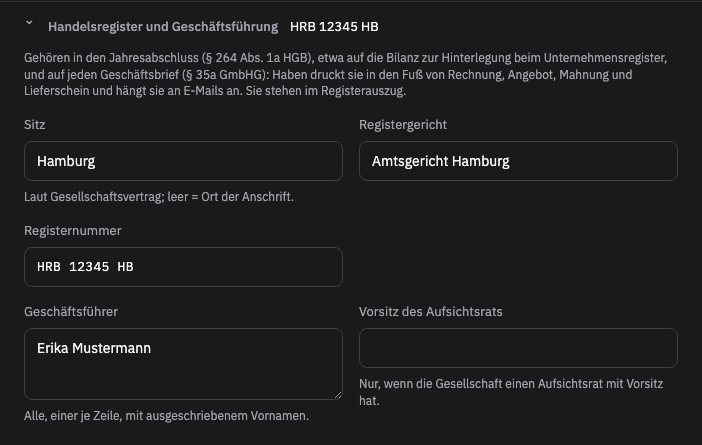 Handelsregister und Geschäftsführung HRB 12345 HB
Gehören in den Jahresabschluss (§ 264 Abs. 1a HGB), etwa auf die Bilanz zur Hinterlegung beim Unternehmensregister,
und auf jeden Geschäftsbrief (§ 35a GmbHG): Haben druckt sie in den Fuß von Rechnung, Angebot, Mahnung und
Lieferschein und hängt sie an E-Mails an. Sie stehen im Registerauszug.
Sitz
Hamburg
Laut Gesellschaftsvertrag; leer = Ort der Anschrift.
Registergericht
Amtsgericht Hamburg
Registernummer
HRB 12345 HB
Geschäftsführer
Erika Mustermann
Alle, einer je Zeile, mit ausgeschriebenem Vornamen.
Vorsitz des Aufsichtsrats
Nur, wenn die Gesellschaft einen Aufsichtsrat mit Vorsitz
hat.